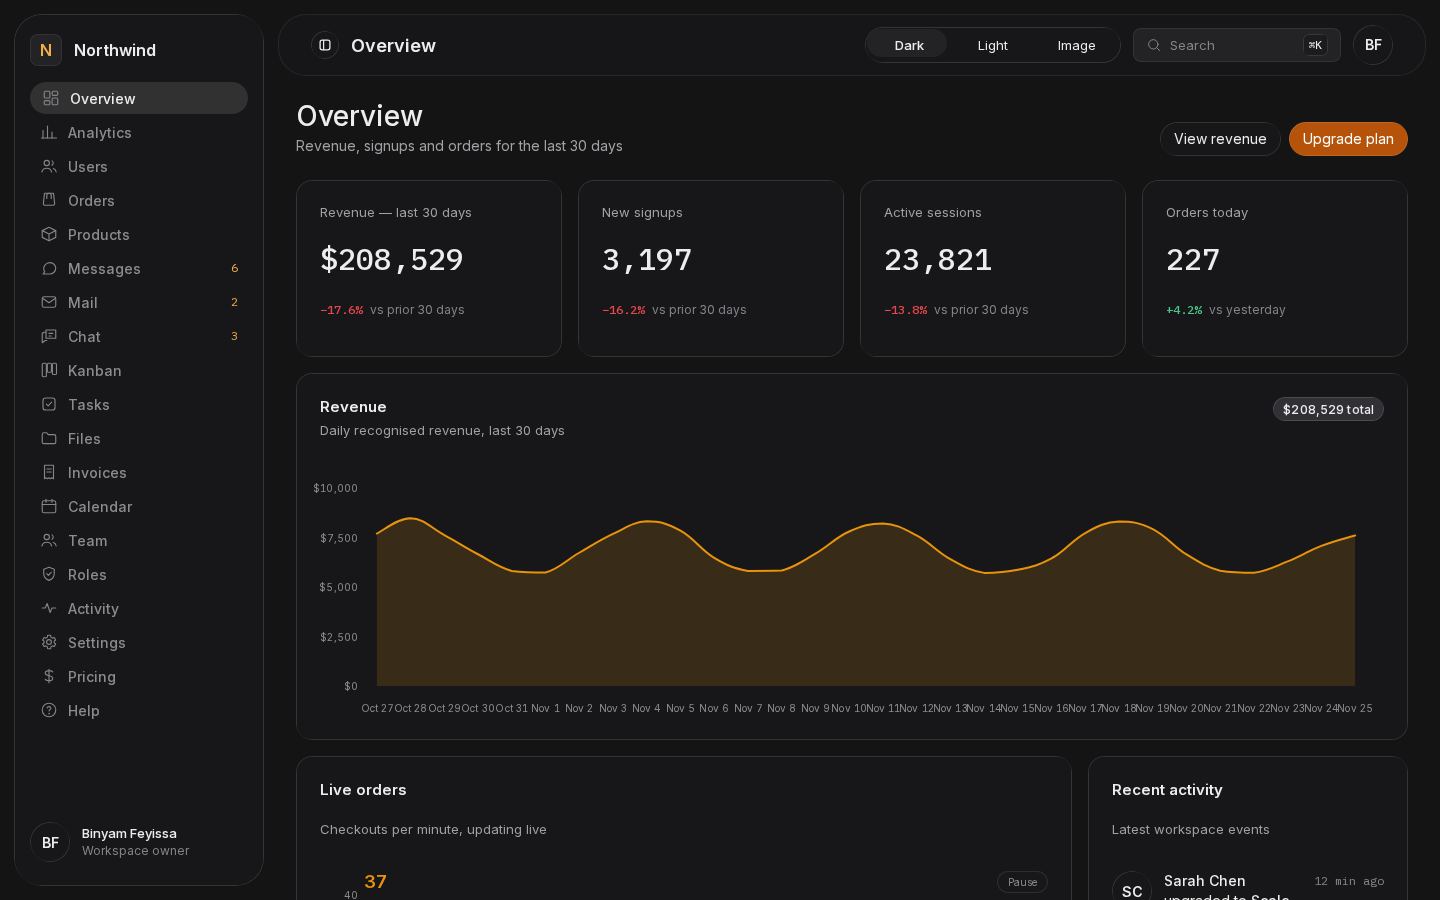 N Northwind
Overview
Analytics
Users
Orders
Products
Messages 6
Mail 2
Chat 3
Kanban
Tasks
Files
Invoices
Calendar
Team
Roles
Activity
Settings
Pricing
Help
BF Binyam Feyissa
Workspace owner
Overview
Dark Light Image
Search ⌘K
BF
Overview
Revenue, signups and orders for the last 30 days
View revenue Upgrade plan
Revenue — last 30 days
$208,529
−17.6% vs prior 30 days
New signups
3,197
−16.2% vs prior 30 days
Active sessions
23,821
−13.8% vs prior 30 days
Orders today
227
+4.2% vs yesterday
Revenue
Daily recognised revenue, last 30 days
$208,529 total
$10,000
$7,500
$5,000
$2,500
$0
Oct 27 Oct 28 Oct 29 Oct 30 Oct 31 Nov 1 Nov 2 Nov 3 Nov 4 Nov 5 Nov 6 Nov 7 Nov 8 Nov 9 Nov 10 Nov 11 Nov 12 Nov 13 Nov 14 Nov 15 Nov 16 Nov 17 Nov 18 Nov 19 Nov 20 Nov 21 Nov 22 Nov 23 Nov 24 Nov 25
Live orders
Checkouts per minute, updating live
37
Pause
40
Recent activity
Latest workspace events
SC Sarah Chen 12 min ago
upgraded to Scale